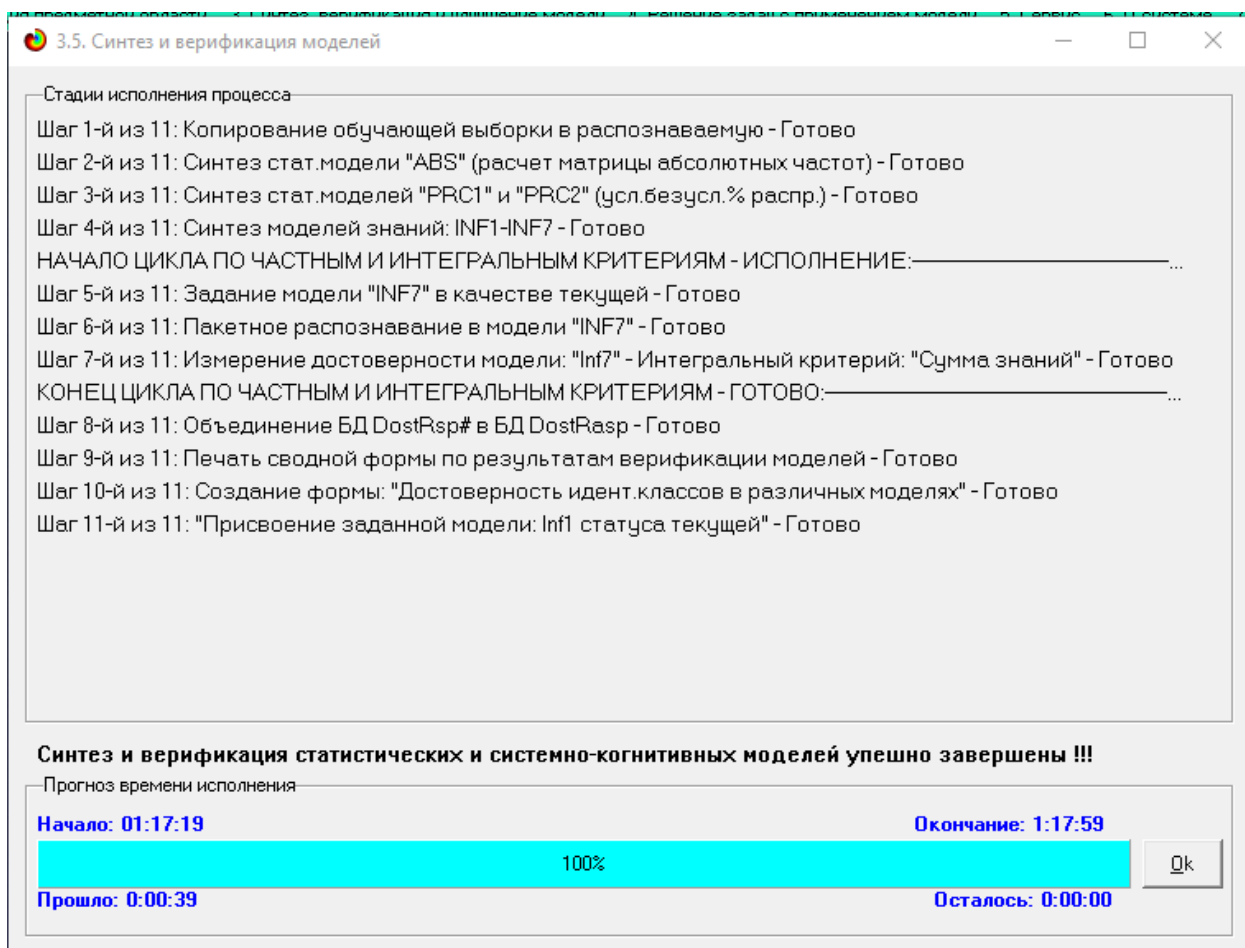 3.5. Синтез и верификация моделей
Стадии исполнения процесса
Шаг 1-й из 11: Копирование обучающей выборки в распознаваемую - Готово
Шаг 2-й из 11: Синтез стат.модели "ABS" (расчет матрицы абсолютных частот) - Готово
Шаг 3-й из 11: Синтез стат.моделей "PRC1" и "PRC2" (усл.безусл.% распр.) - Готово
Шаг 4-й из 11: Синтез моделей знаний: INF1-INF7 - Готово
НАЧАЛО ЦИКЛА ПО ЧАСТНЫМ И ИНТЕГРАЛЬНЫМ КРИТЕРИЯМ - ИСПОЛНЕНИЕ:————————————...
Шаг 5-й из 11: Задание модели "INF7" в качестве текущей - Готово
Шаг 6-й из 11: Пакетное распознавание в модели "INF7" - Готово
Шаг 7-й из 11: Измерение достоверности модели: "Inf7" - Интегральный критерий: "Сумма знаний" - Готово
КОНЕЦ ЦИКЛА ПО ЧАСТНЫМ И ИНТЕГРАЛЬНЫМ КРИТЕРИЯМ - ГОТОВО:————————————————...
Шаг 8-й из 11: Объединение БД DostRsp# в БД DostRasp - Готово
Шаг 9-й из 11: Печать сводной формы по результатам верификации моделей - Готово
Шаг 10-й из 11: Создание формы: "Достоверность идент.классов в различных моделях" - Готово
Шаг 11-й из 11: "Присвоение заданной модели: Inf1 статуса текущей" - Готово
Синтез и верификация статистических и системно-когнитивных моделей упешно завершены !!!
Прогноз времени исполнения
Начало: 01:17:19 Окончание: 1:17:59
100% Ok
Прошло: 0:00:39 Осталось: 0:00:00